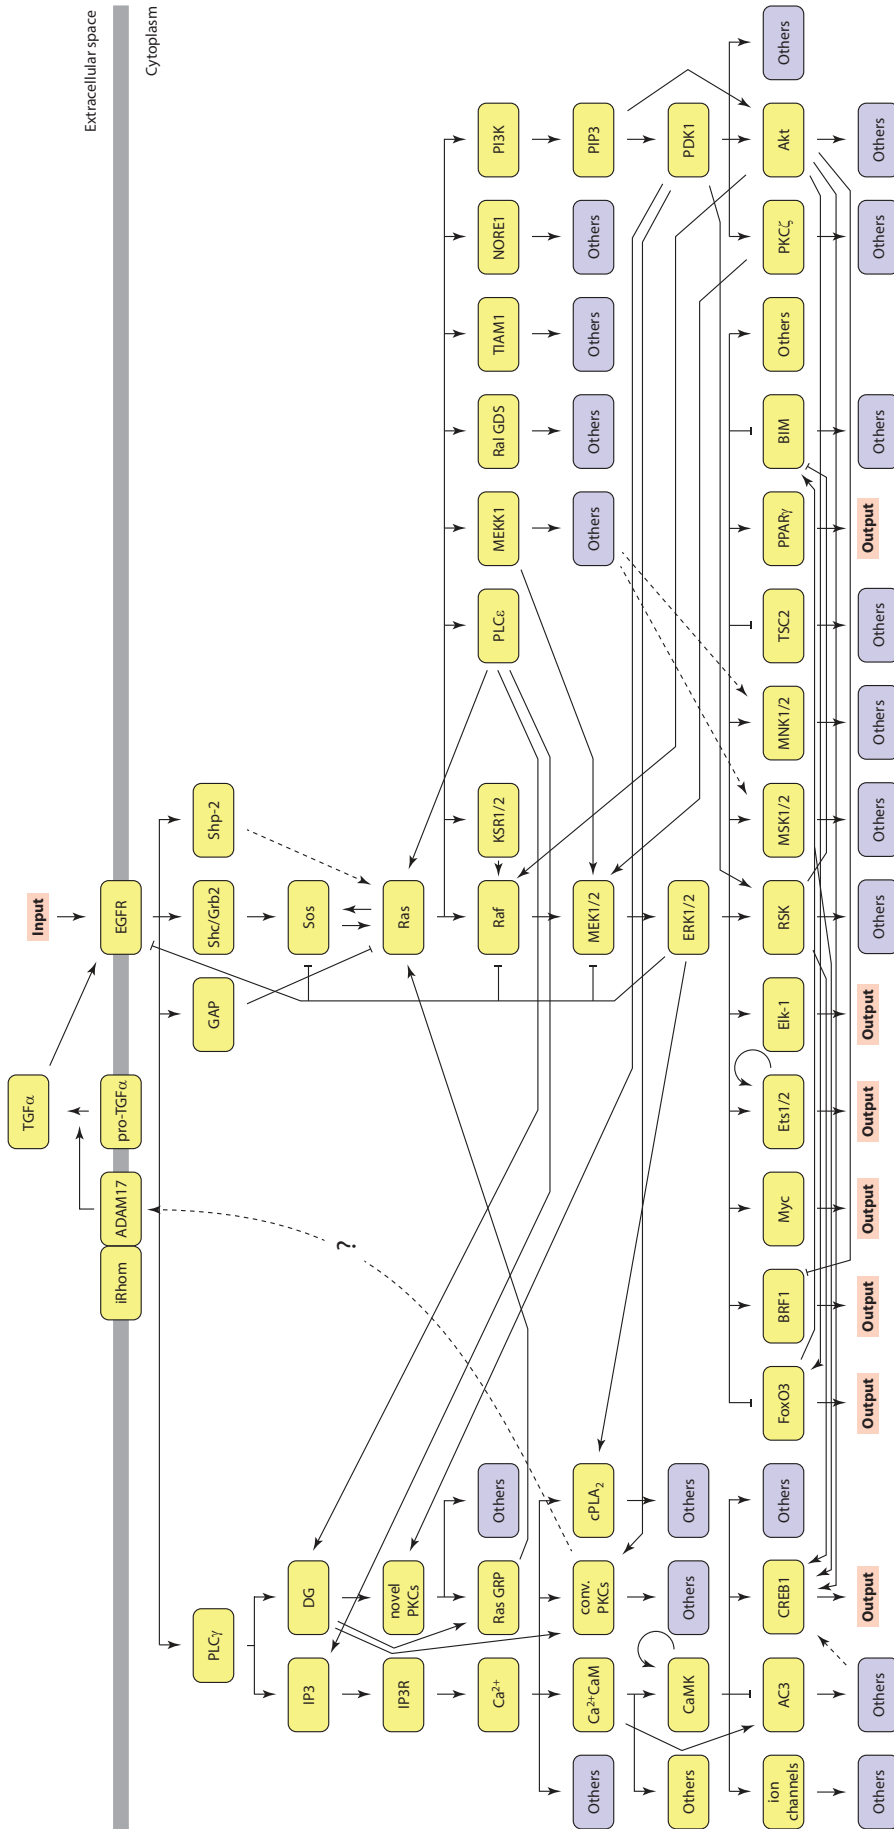 TGFα
Input
Extracellular space
iRhom
ADAM17
pro-TGFα
EGFR
Cytoplasm
PLCγ
GAP
Shc/Grb2
Shp-2
IP3
DG
Sos
?
IP3R
novel
PKCs
Ras
Ca²⁺
Ras GRP
Others
Raf
KSR1/2
PLCε
MEKK1
Ral GDS
TIAM1
NORE1
PI3K
Others
Ca²⁺CaM
conv.
PKCs
cPLA₂
MEK1/2
Others
Others
Others
Others
PIP3
Others
CaMK
Others
Others
ERK1/2
PDK1
ion
channels
AC3
CREB1
Others
FoxO3
BRF1
Myc
Ets1/2
Elk-1
RSK
MSK1/2
MNK1/2
TSC2
PPARγ
BIM
Others
PKCζ
Akt
Others
Others
Others
Output
Output
Output
Output
Output
Output
Others
Others
Others
Others
Output
Others
Others
Others